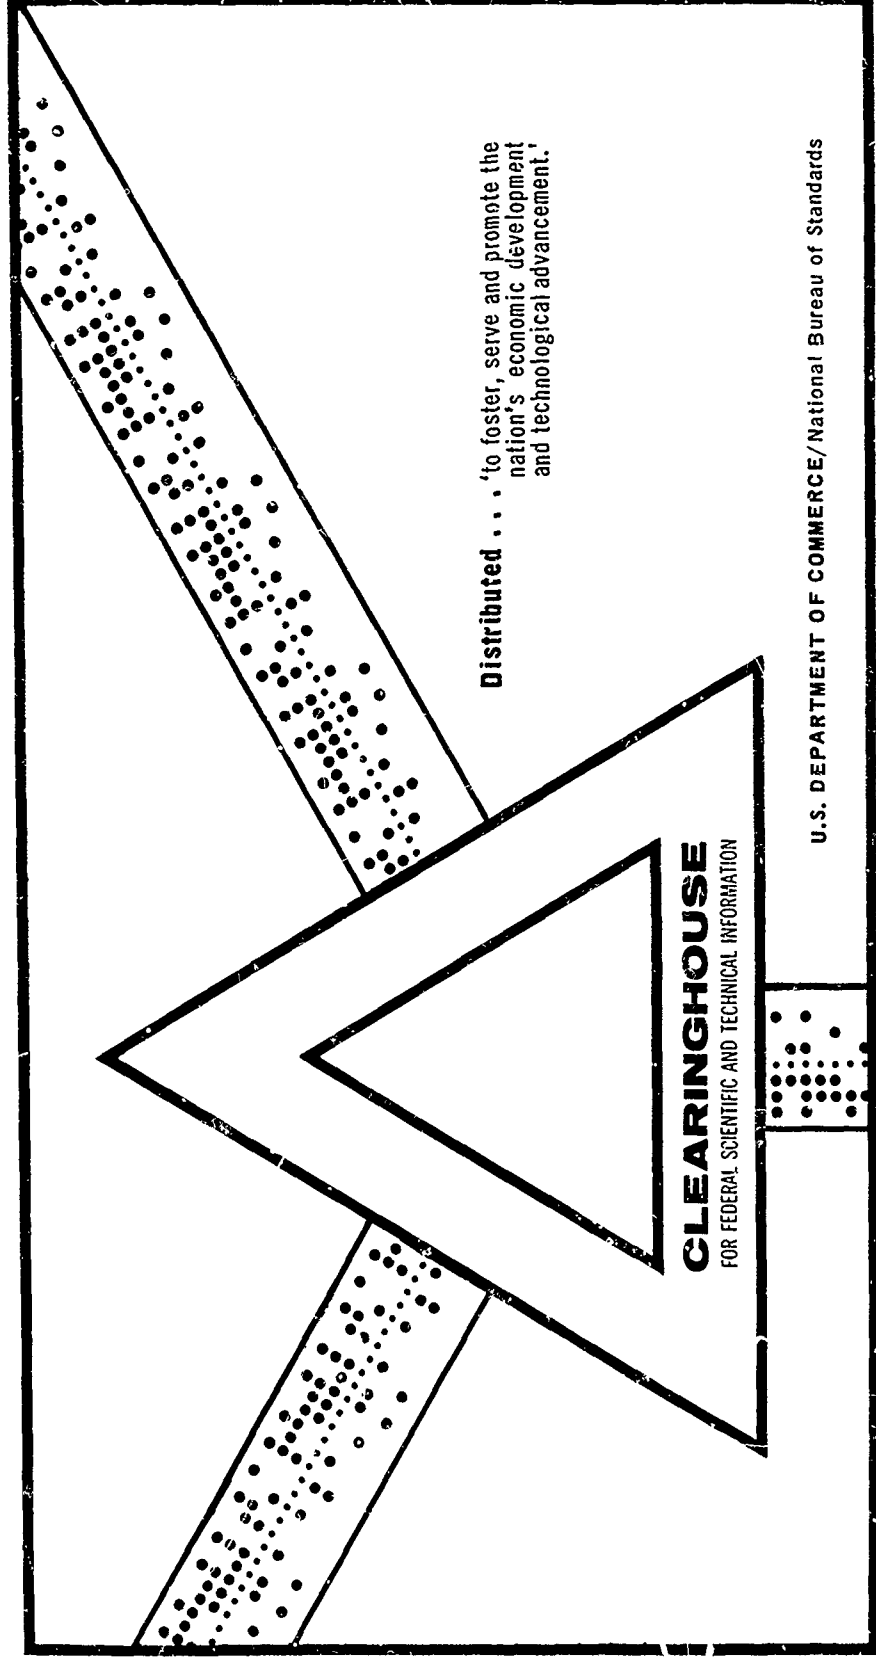 Distributed . . . 'to foster, serve and promote the
nation's economic development
and technological advancement.'
CLEARINGHOUSE
FOR FEDERAL SCIENTIFIC AND TECHNICAL INFORMATION
U.S. DEPARTMENT OF COMMERCE/National Bureau of Standards